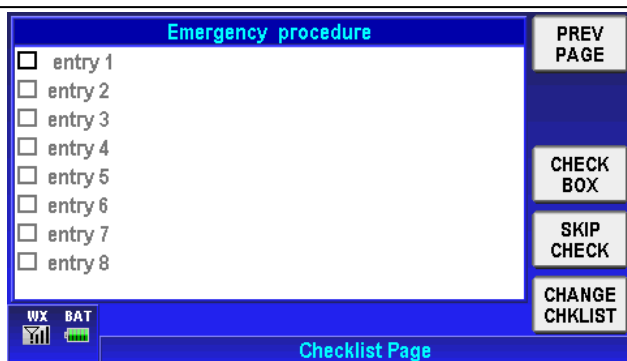 Emergency procedure
entry 1
entry 2
entry 3
entry 4
entry 5
entry 6
entry 7
entry 8
PREV
PAGE
CHECK
BOX
SKIP
CHECK
CHANGE
CHKLIST
WX BAT
Checklist Page